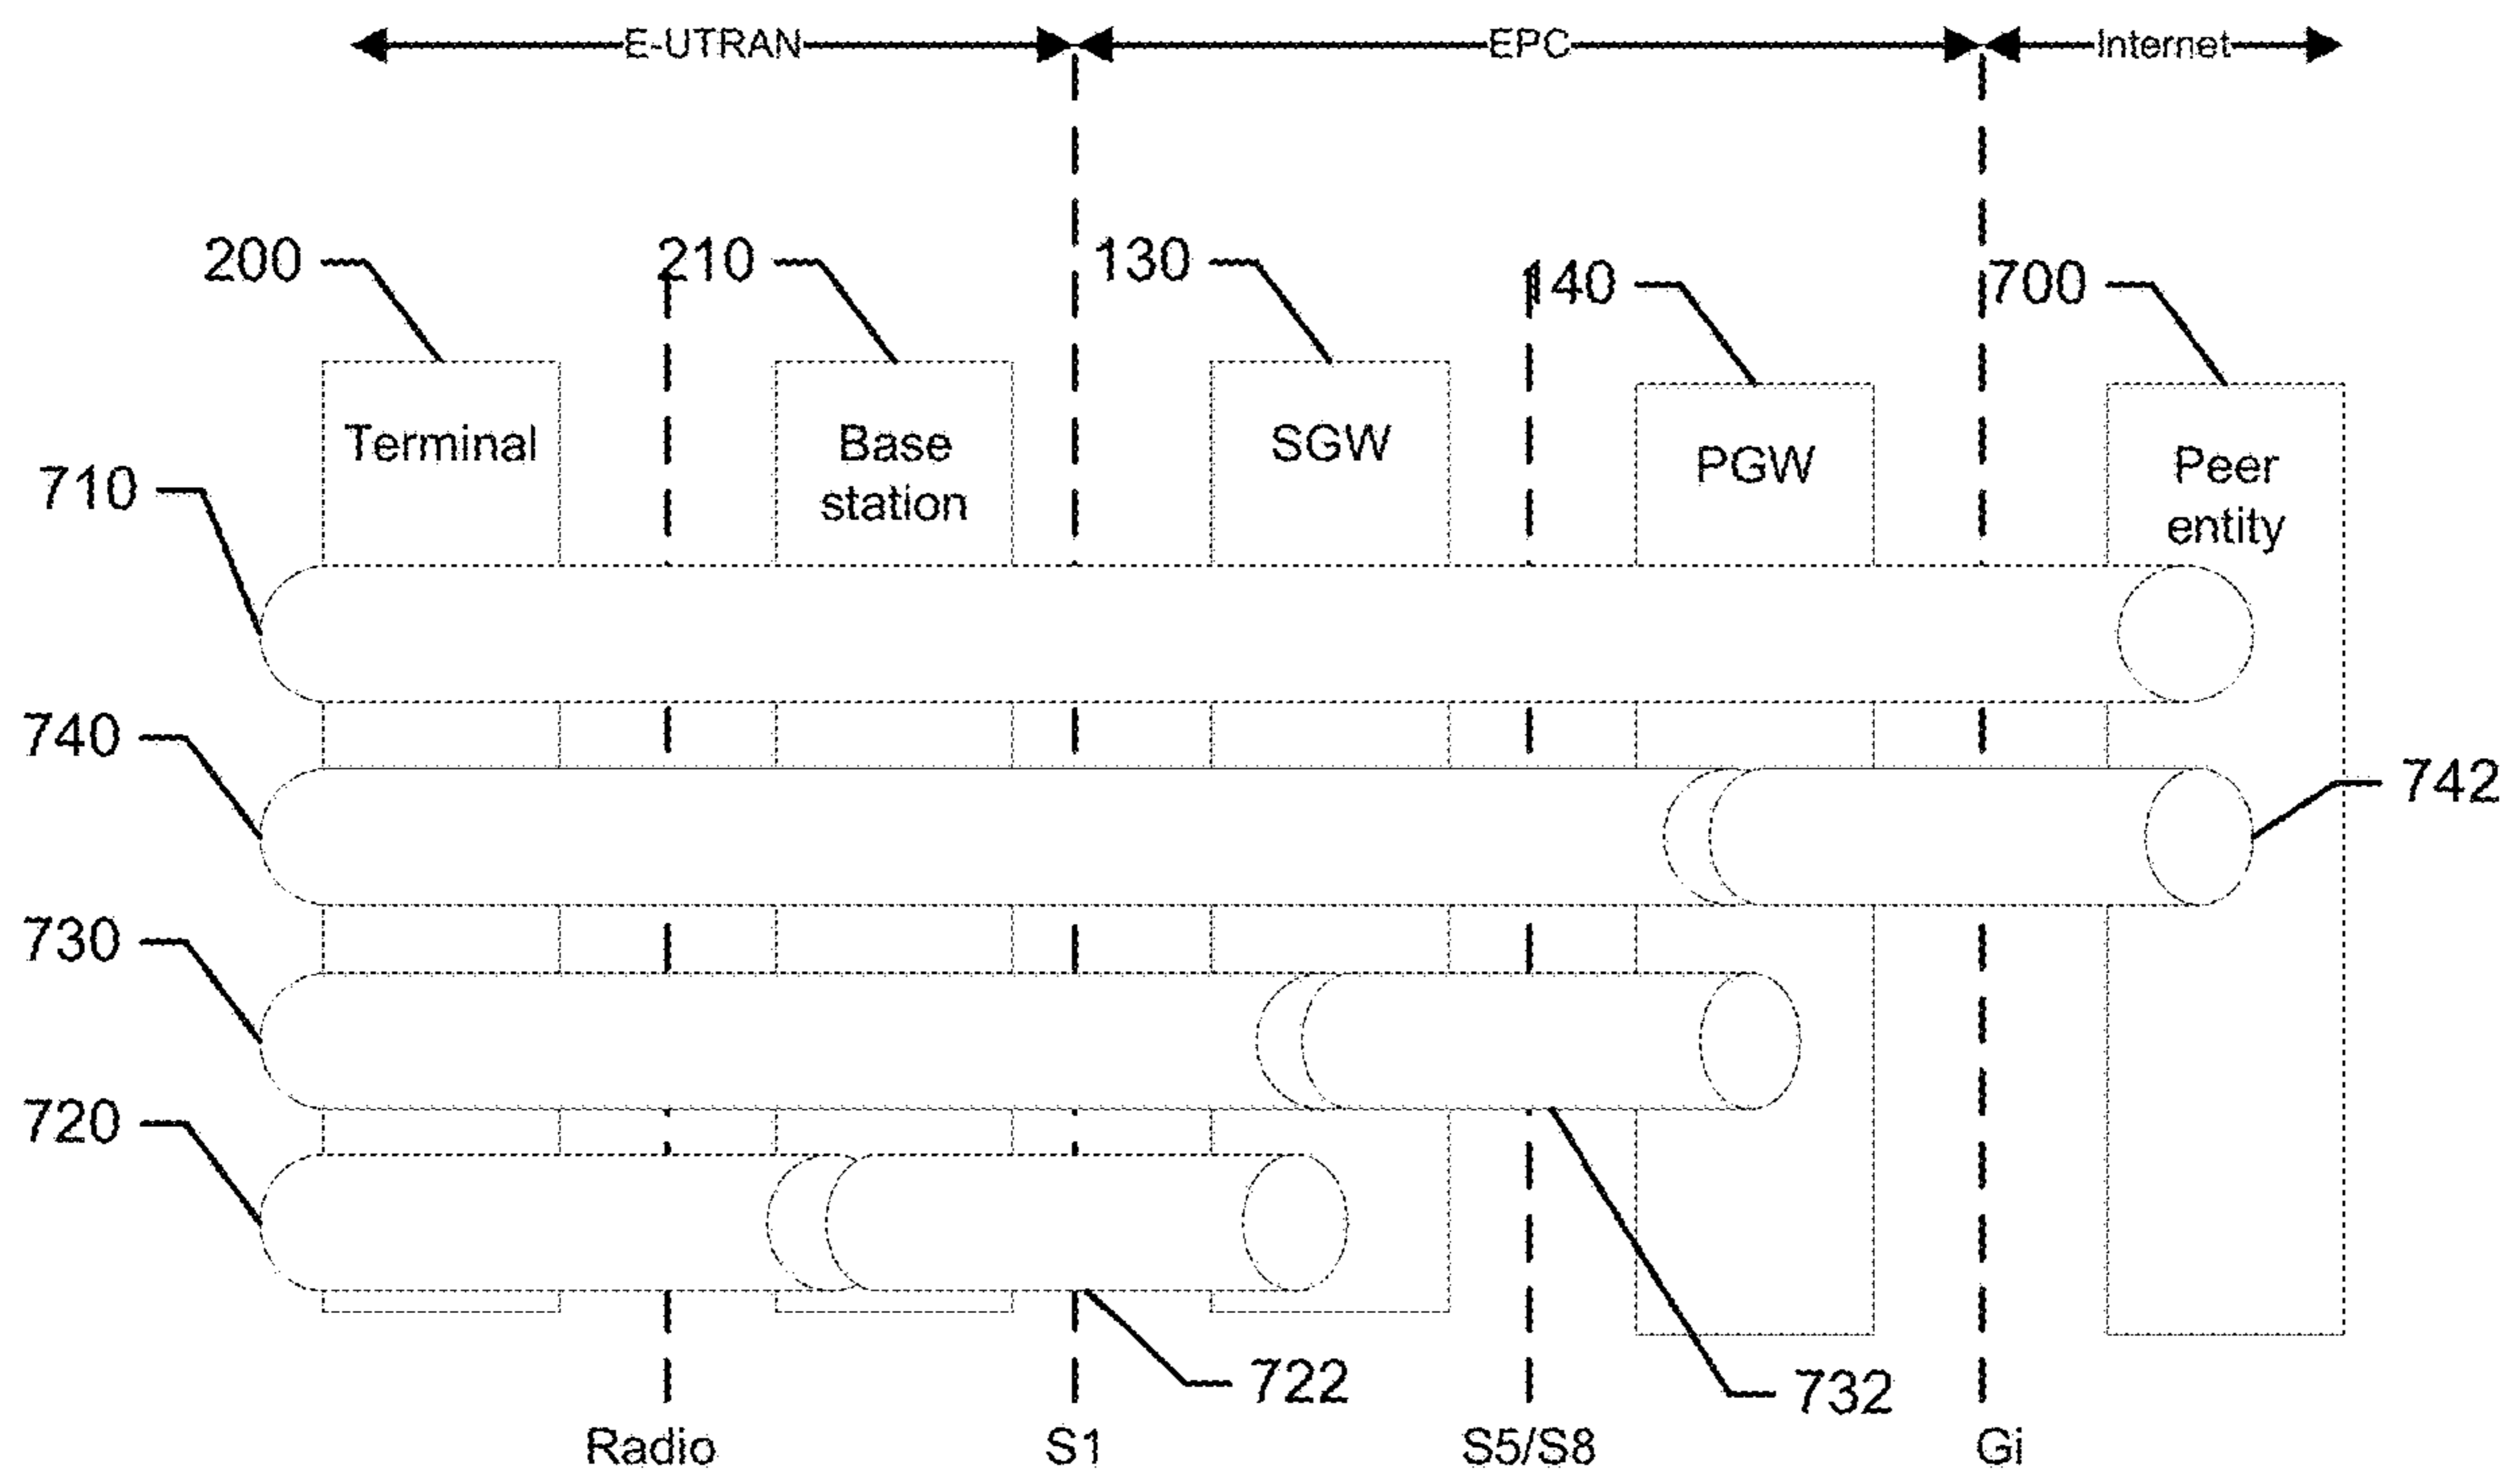 E-UTRAN EPC Internet
200 210 130 140 700
Terminal Base station SGW PGW Peer entity
710
740
742
730
720
722 732
Radio S1 S5/S8 Gi